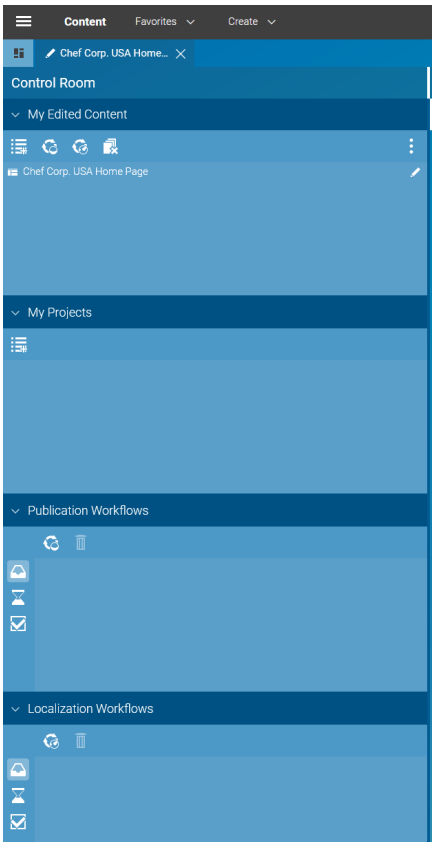 Content Favorites Create
Chef Corp. USA Home...
Control Room
My Edited Content
Chef Corp. USA Home Page
My Projects
Publication Workflows
Localization Workflows